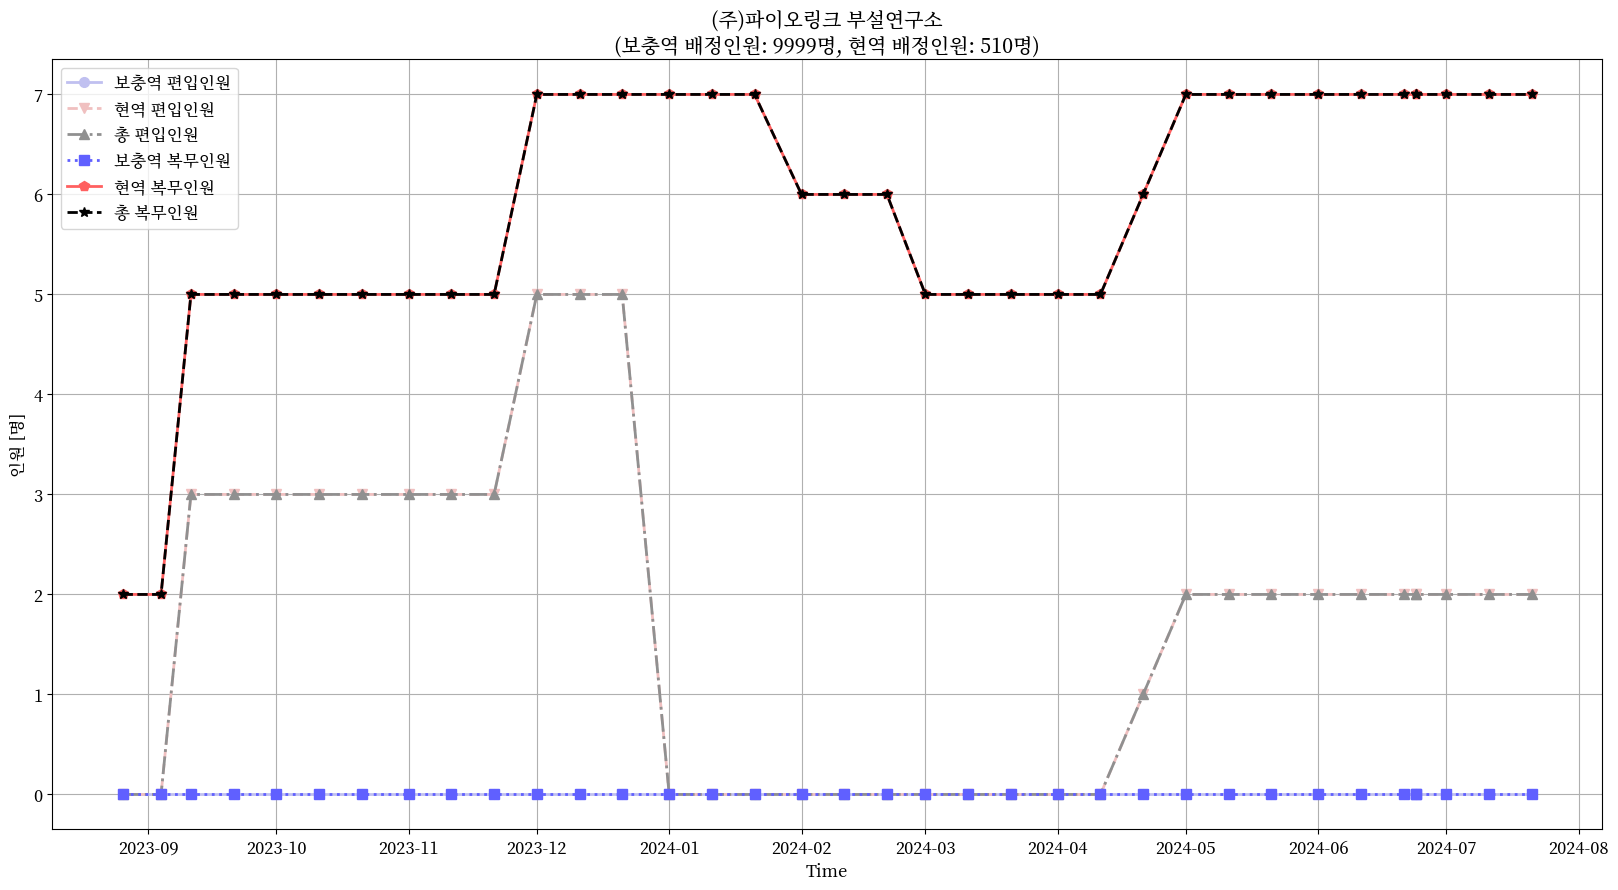 (주)파이오링크 부설연구소
(보충역 배정인원: 9999명, 현역 배정인원: 510명)
보충역 편입인원
현역 편입인원
총 편입인원
보충역 복무인원
현역 복무인원
총 복무인원
7
6
5
4
3
2
1
0
인원 [명]
2023-09 2023-10 2023-11 2023-12 2024-01 2024-02 2024-03 2024-04 2024-05 2024-06 2024-07 2024-08
Time